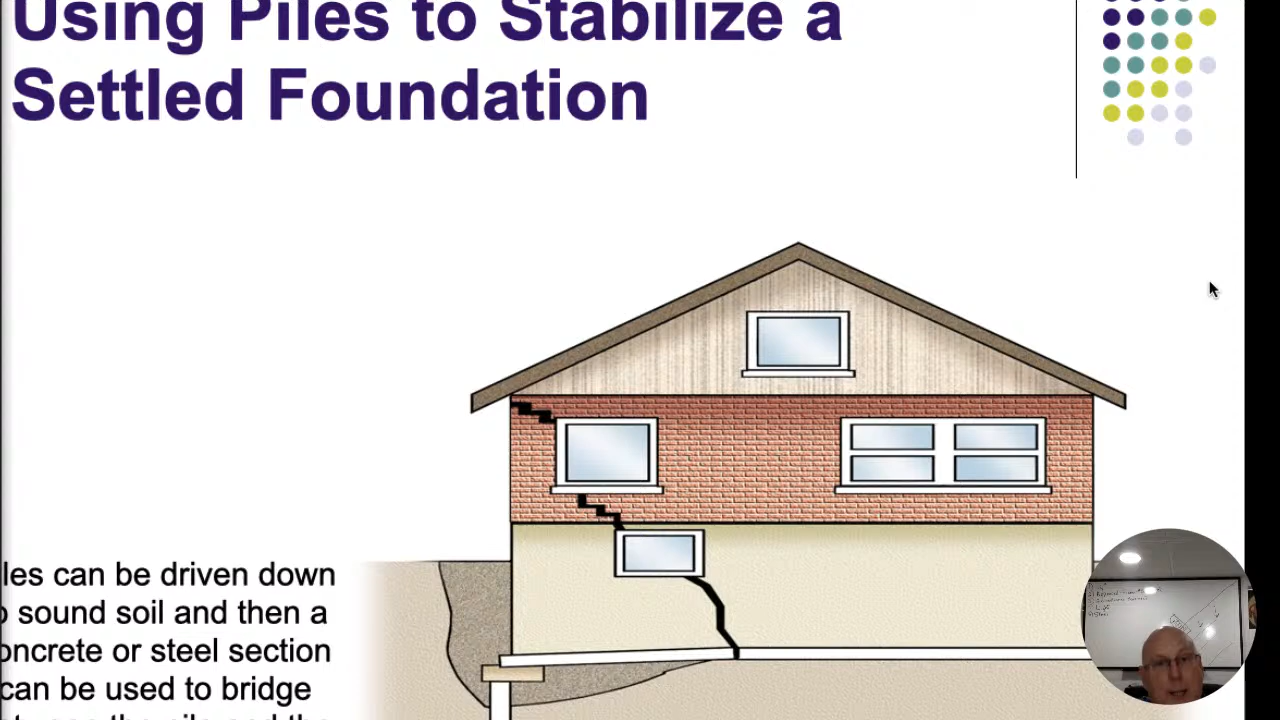 Using Piles to Stabilize a
Settled Foundation
les can be driven down
o sound soil and then a
oncrete or steel section
can be used to bridge